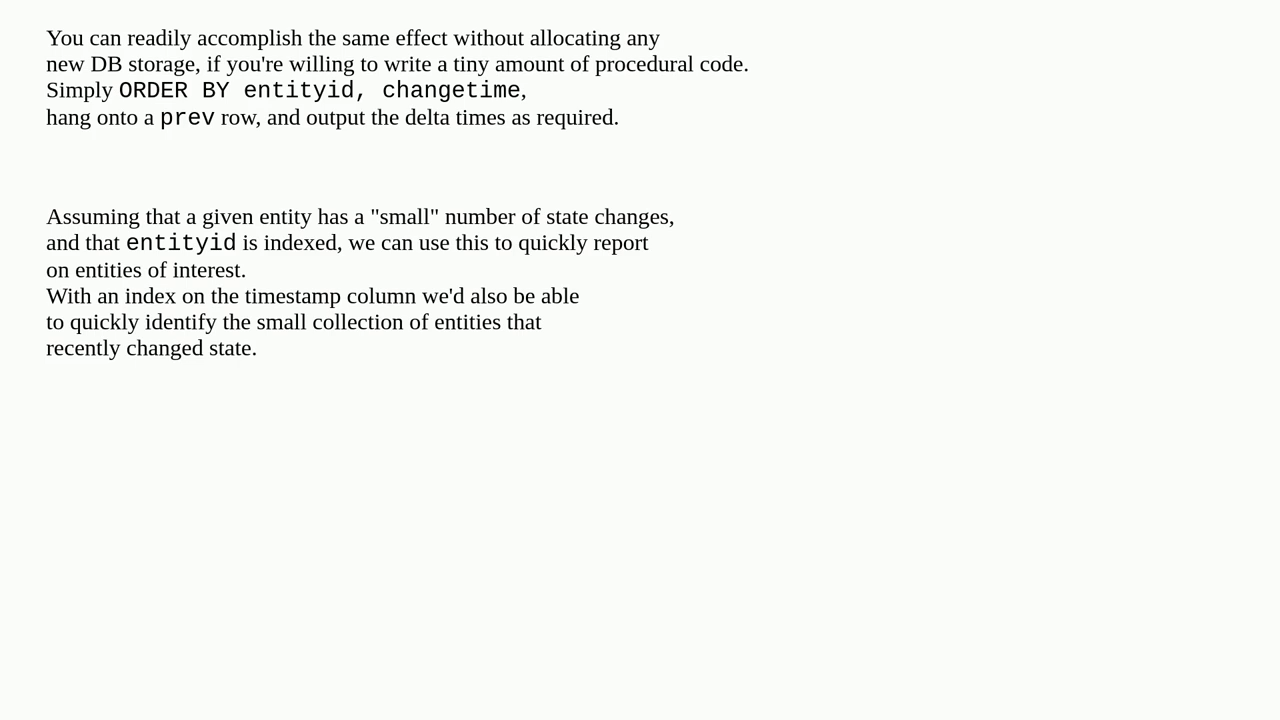 You can readily accomplish the same effect without allocating any
new DB storage, if you're willing to write a tiny amount of procedural code.
Simply ORDER BY entityid, changetime,
hang onto a prev row, and output the delta times as required.
Assuming that a given entity has a "small" number of state changes,
and that entityid is indexed, we can use this to quickly report
on entities of interest.
With an index on the timestamp column we'd also be able
to quickly identify the small collection of entities that
recently changed state.